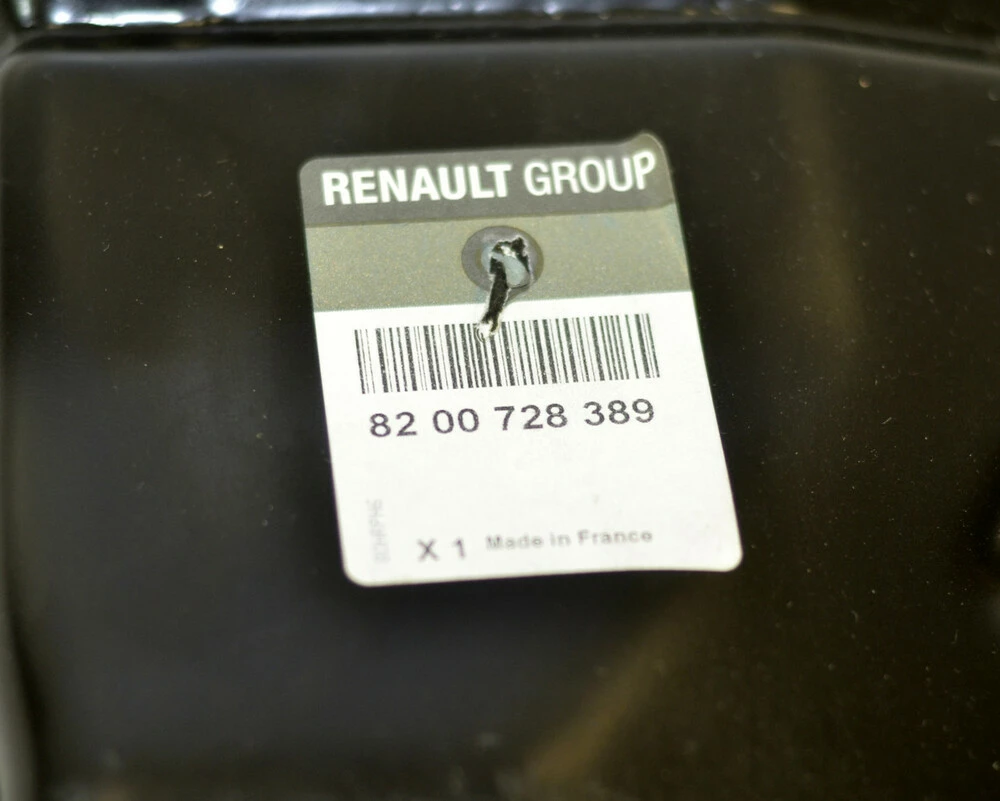 RENAULT GROUP
82 00 728 389
X 1 Made in France